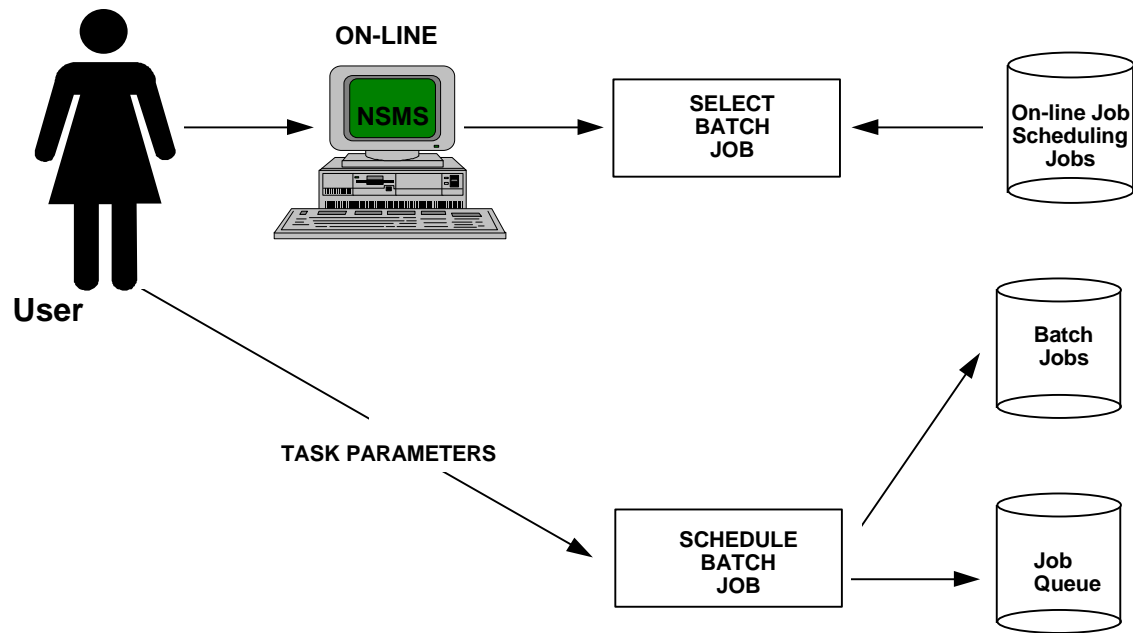 ON-LINE
NSMS
SELECT
BATCH
JOB
On-line Job
Scheduling
Jobs
User
Batch
Jobs
TASK PARAMETERS
SCHEDULE
BATCH
JOB
Job
Queue